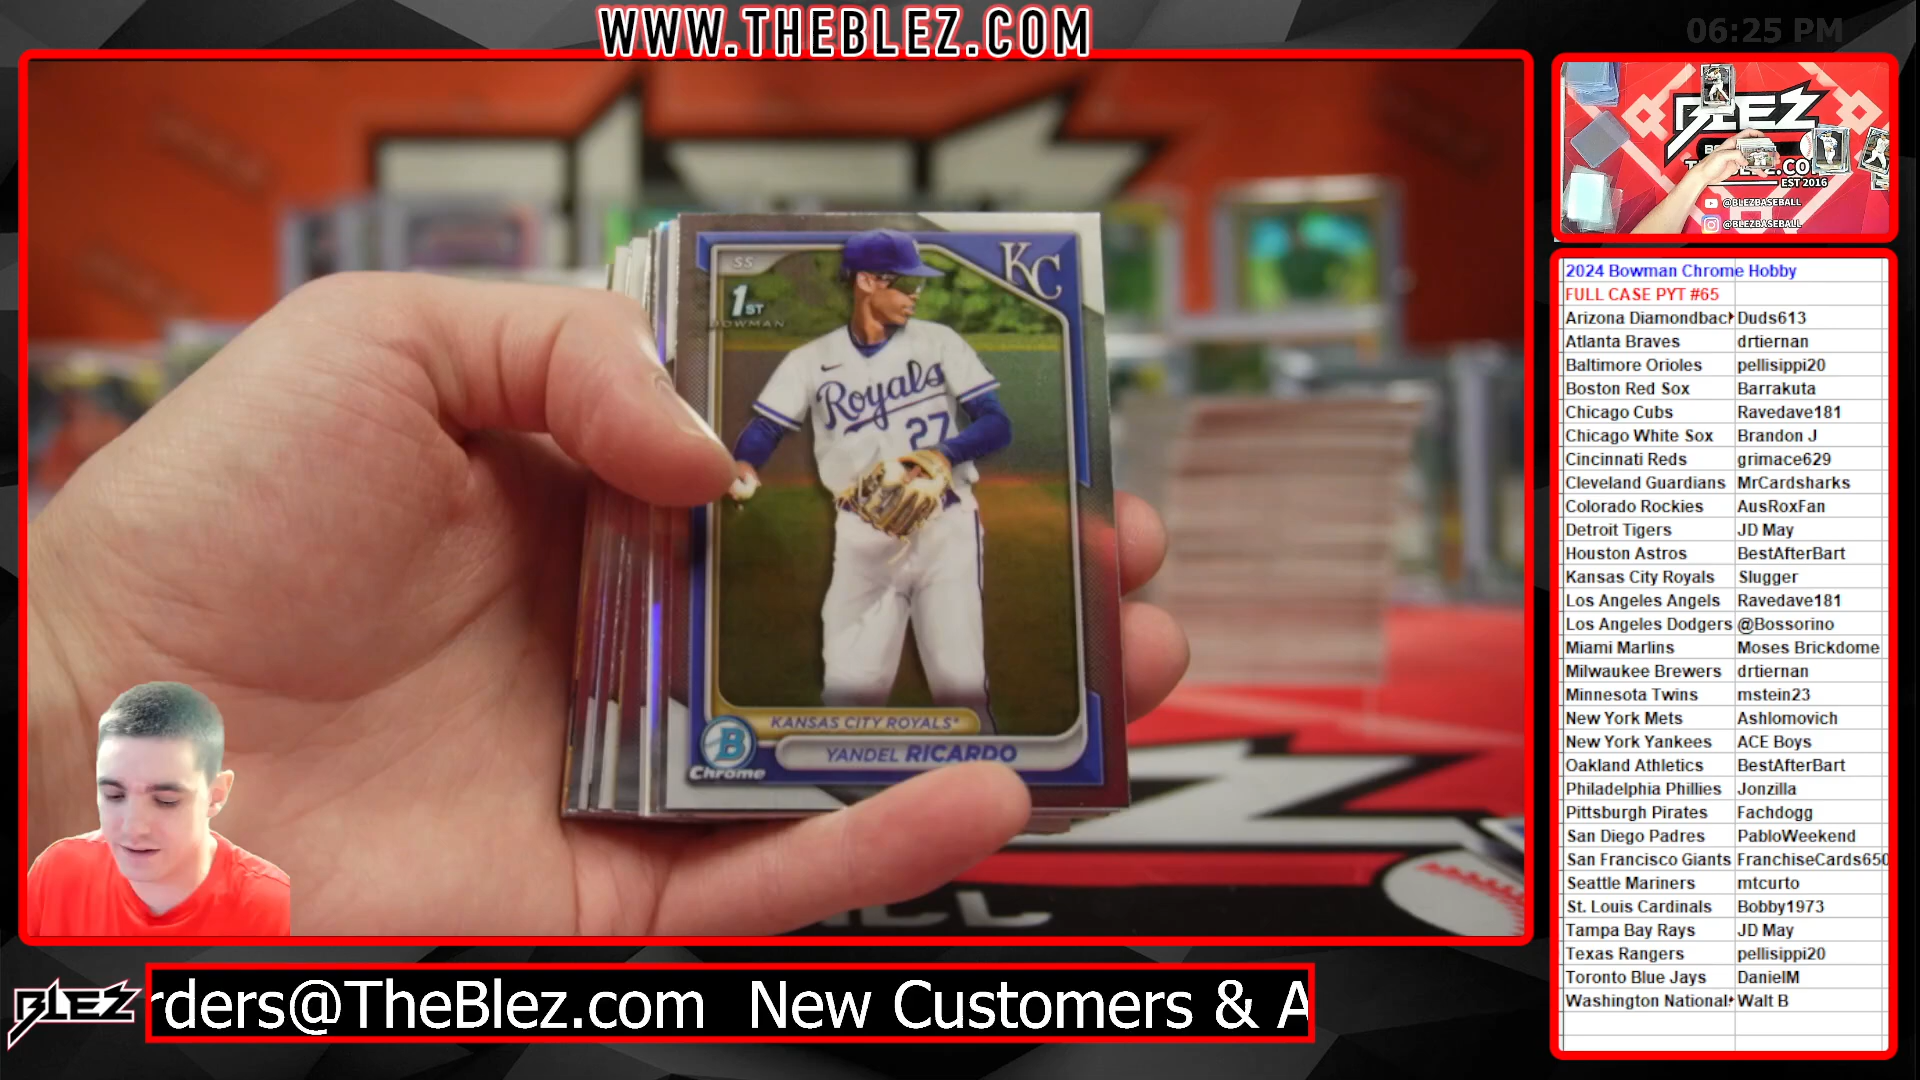 WWW.THEBLEZ.COM
06:25 PM
SS
KC
1ST
BOWMAN
Royals
27
KANSAS CITY ROYALS
YANDEL RICARDO
B
Chrome
BLEZ
EST 2016
@BLEZBASEBALL
@BLEZBASEBALL
2024 Bowman Chrome Hobby
FULL CASE PYT #65
Arizona Diamondbac Duds613
Atlanta Braves drtiernan
Baltimore Orioles pellisippi20
Boston Red Sox Barrakuta
Chicago Cubs Ravedave181
Chicago White Sox Brandon J
Cincinnati Reds grimace629
Cleveland Guardians MrCardsharks
Colorado Rockies AusRoxFan
Detroit Tigers JD May
Houston Astros BestAfterBart
Kansas City Royals Slugger
Los Angeles Angels Ravedave181
Los Angeles Dodgers @Bossorino
Miami Marlins Moses Brickdome
Milwaukee Brewers drtiernan
Minnesota Twins mstein23
New York Mets Ashlomovich
New York Yankees ACE Boys
Oakland Athletics BestAfterBart
Philadelphia Phillies Jonzilla
Pittsburgh Pirates Fachdogg
San Diego Padres PabloWeekend
San Francisco Giants FranchiseCards650
Seattle Mariners mtcurto
St. Louis Cardinals Bobby1973
Tampa Bay Rays JD May
Texas Rangers pellisippi20
Toronto Blue Jays DanielM
Washington National Walt B
BLEZ
rders@TheBlez.com New Customers & A